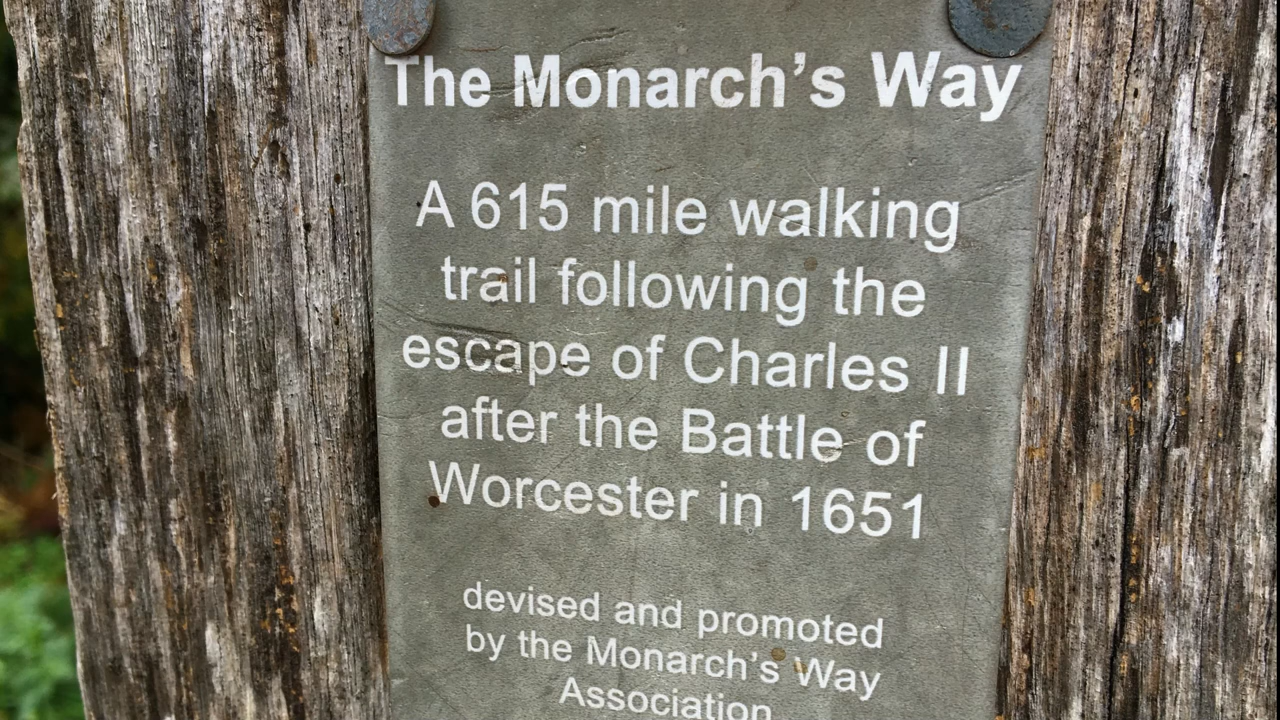 The Monarch's Way
A 615 mile walking
trail following the
escape of Charles II
after the Battle of
Worcester in 1651
devised and promoted
by the Monarch's Way
Association